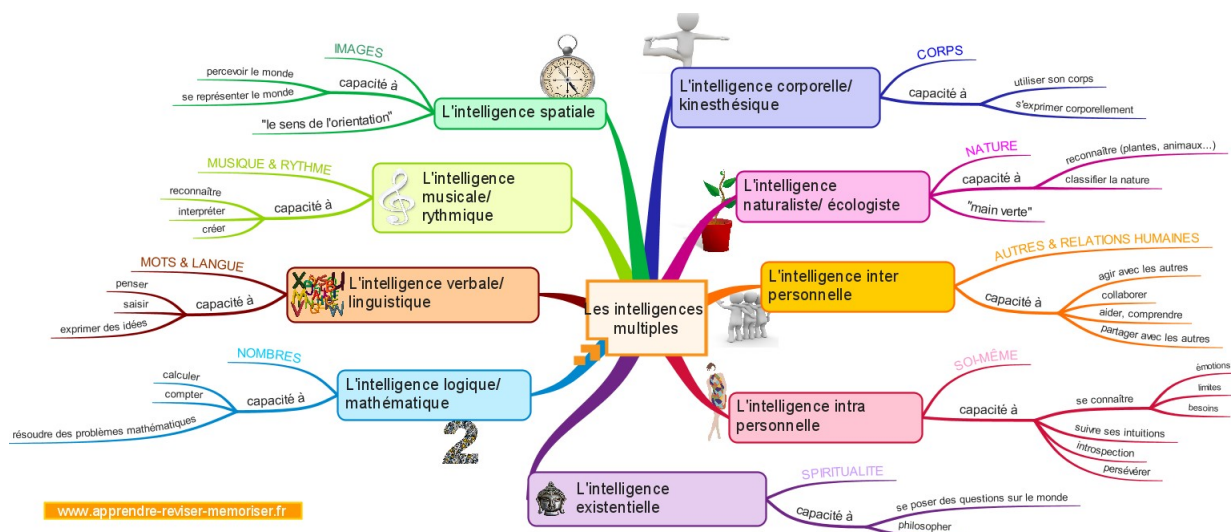 Les intelligences
multiples
L'intelligence corporelle/
kinesthésique
CORPS
capacité à
utiliser son corps
s'exprimer corporellement
L'intelligence
naturaliste/ écologiste
NATURE
capacité à
reconnaître (plantes, animaux...)
classifier la nature
"main verte"
L'intelligence inter
personnelle
AUTRES & RELATIONS HUMAINES
capacité à
agir avec les autres
collaborer
aider, comprendre
partager avec les autres
L'intelligence intra
personnelle
SOI-MÊME
capacité à
se connaître
émotions
limites
besoins
suivre ses intuitions
introspection
persévérer
L'intelligence
existentielle
SPIRITUALITE
capacité à
se poser des questions sur le monde
philosopher
L'intelligence logique/
mathématique
2
NOMBRES
capacité à
calculer
compter
résoudre des problèmes mathématiques
L'intelligence verbale/
linguistique
MOTS & LANGUE
capacité à
penser
saisir
exprimer des idées
L'intelligence
musicale/
rythmique
MUSIQUE & RYTHME
capacité à
reconnaître
interpréter
créer
L'intelligence spatiale
IMAGES
capacité à
percevoir le monde
se représenter le monde
"le sens de l'orientation"
www.apprendre-reviser-memoriser.fr